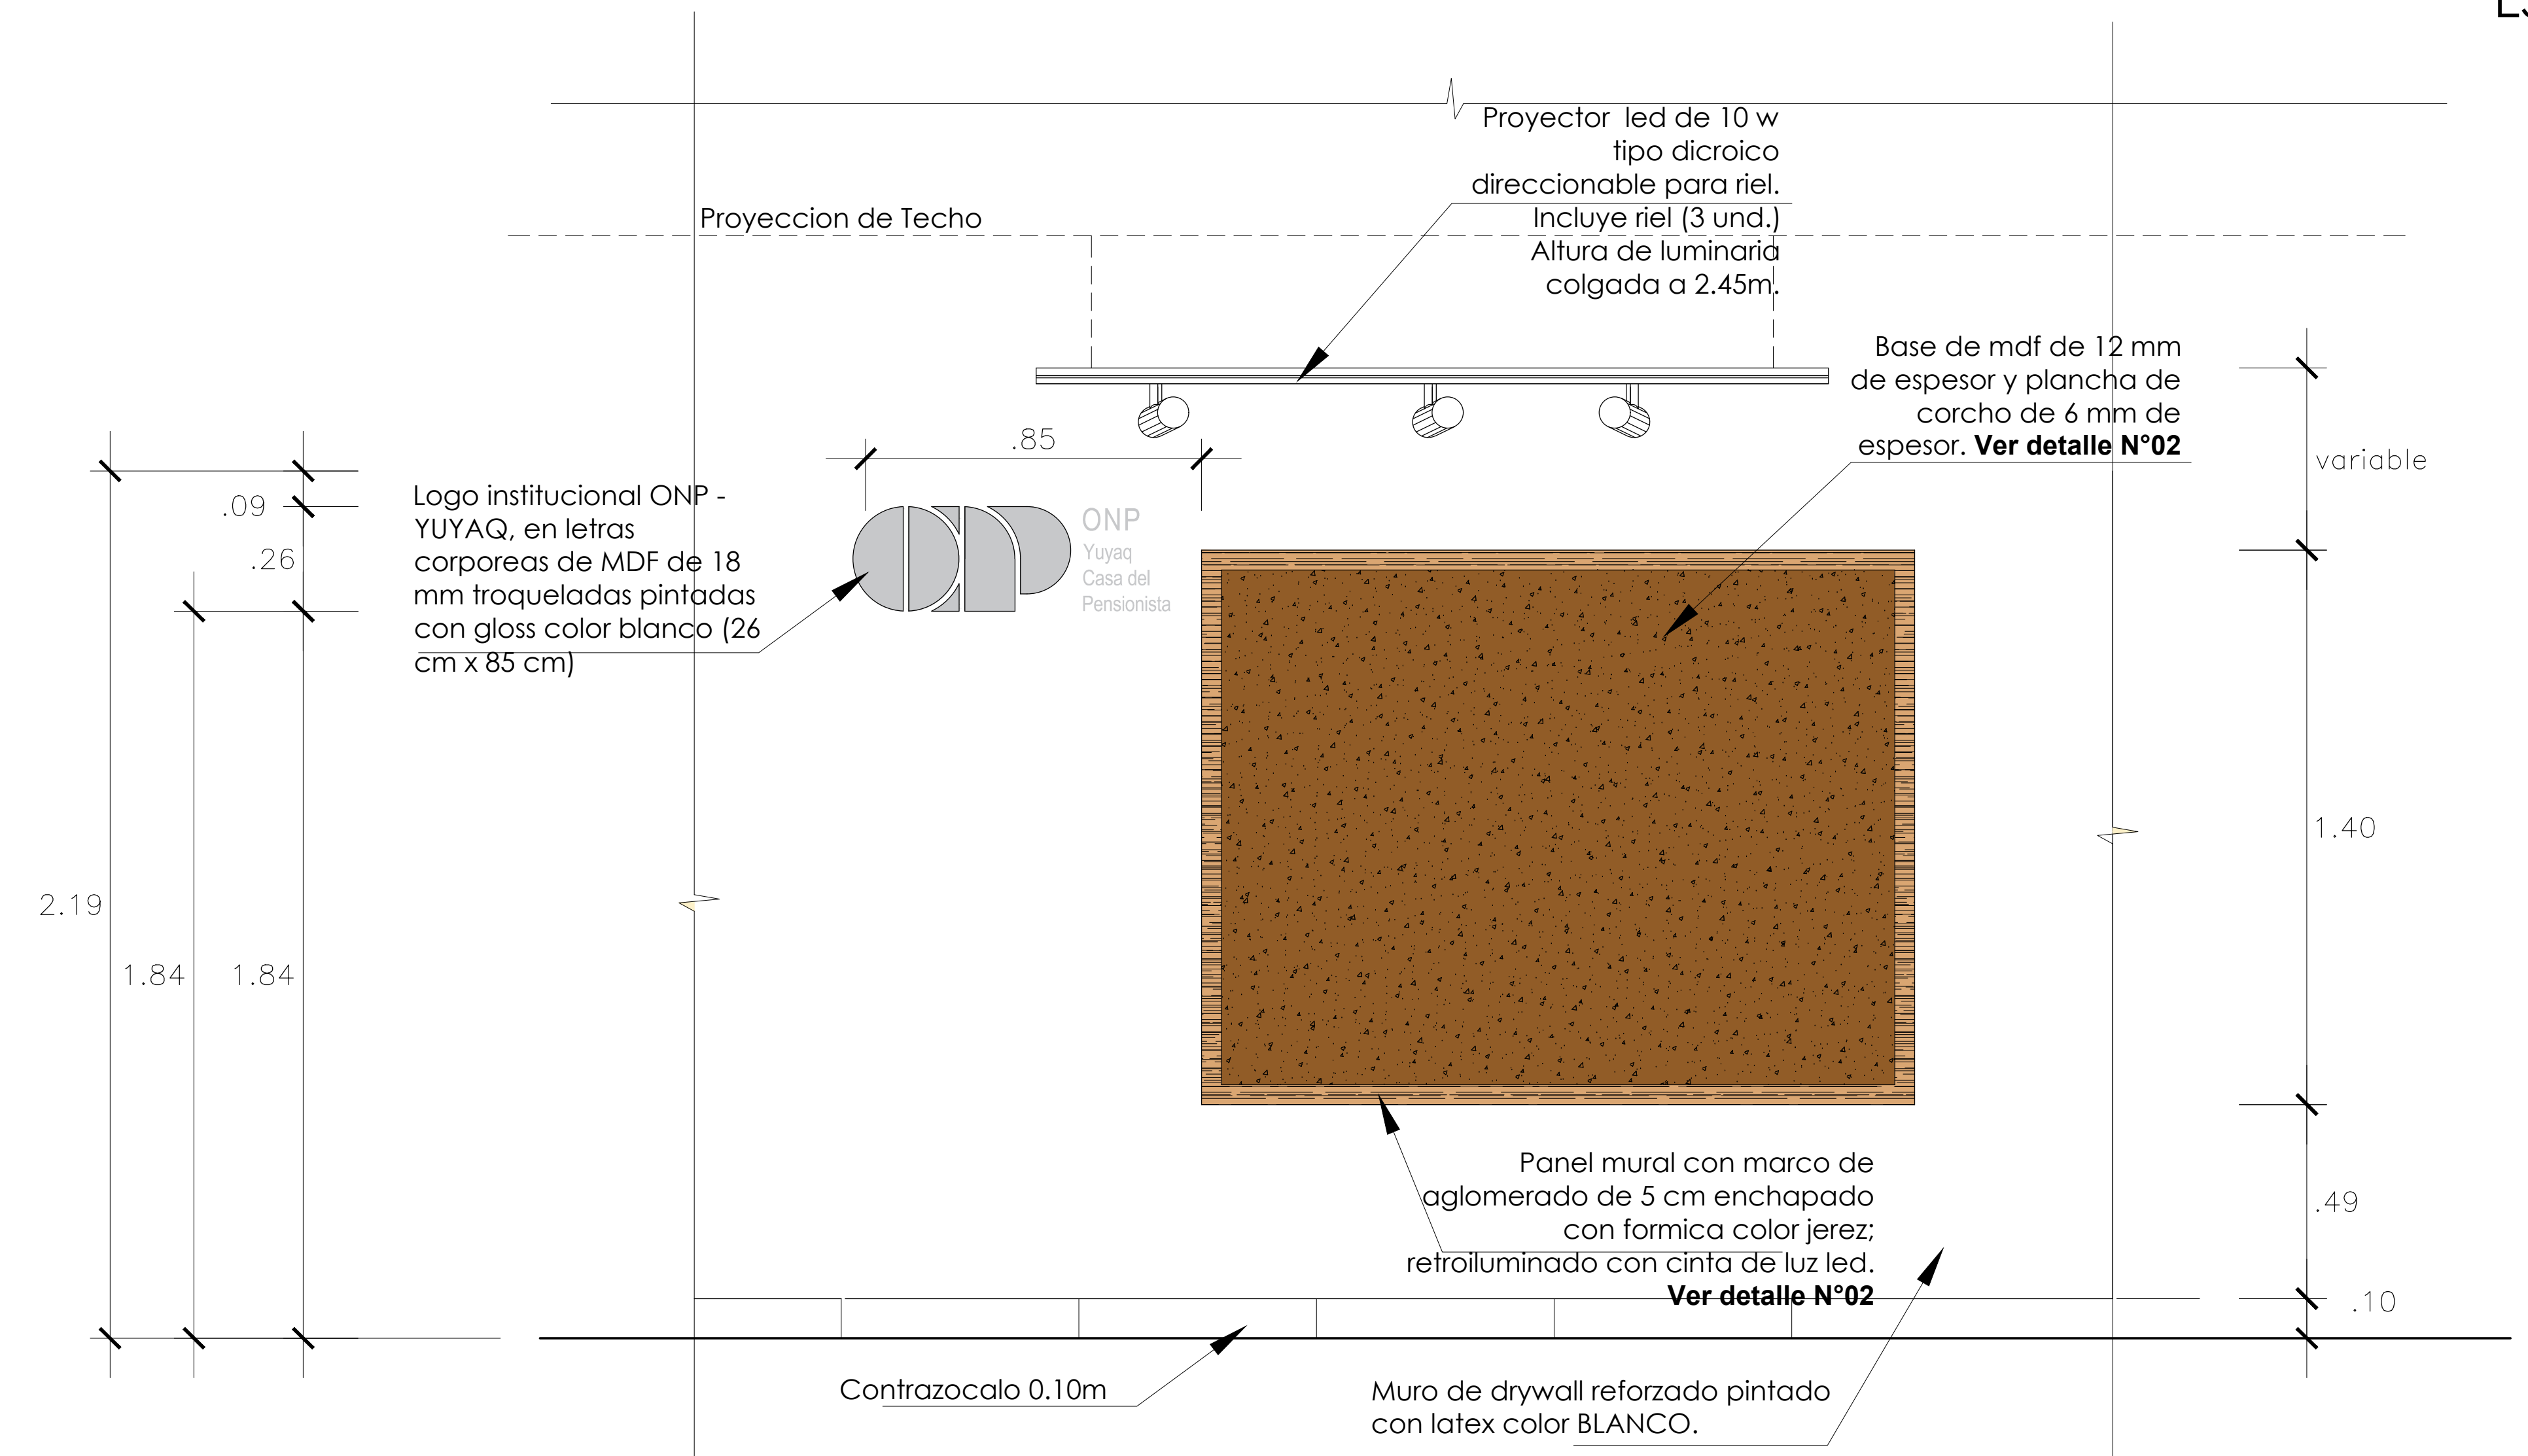 Proyector led de 10 w
tipo dicroico
direccionable para riel.
Incluye riel (3 und.)
Altura de luminaria
colgada a 2.45m.
Proyeccion de Techo
Base de mdf de 12 mm
de espesor y plancha de
corcho de 6 mm de
espesor. Ver detalle N°02
variable
.85
.09
.26
Logo institucional ONP -
YUYAQ, en letras
corporeas de MDF de 18
mm troqueladas pintadas
con gloss color blanco (26
cm x 85 cm)
ONP
Yuyaq
Casa del
Pensionista
1.40
2.19
1.84
1.84
Panel mural con marco de
aglomerado de 5 cm enchapado
con formica color jerez;
retroiluminado con cinta de luz led.
Ver detalle N°02
.49
.10
Contrazocalo 0.10m
Muro de drywall reforzado pintado
con latex color BLANCO.